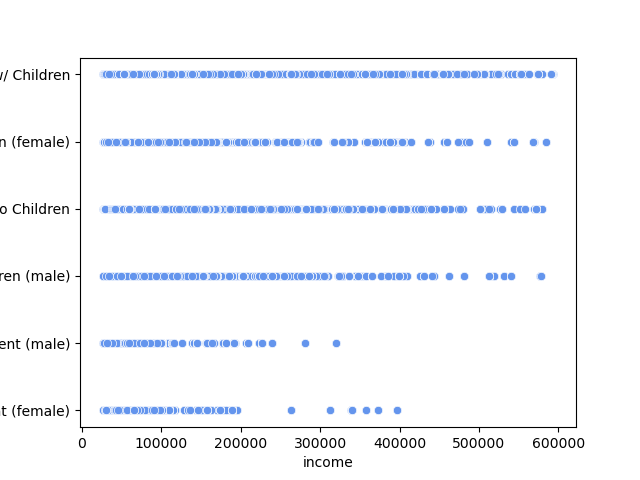 w/ Children
(female)
o Children
ren (male)
ent (male)
t (female)
0 100000 200000 300000 400000 500000 600000
income